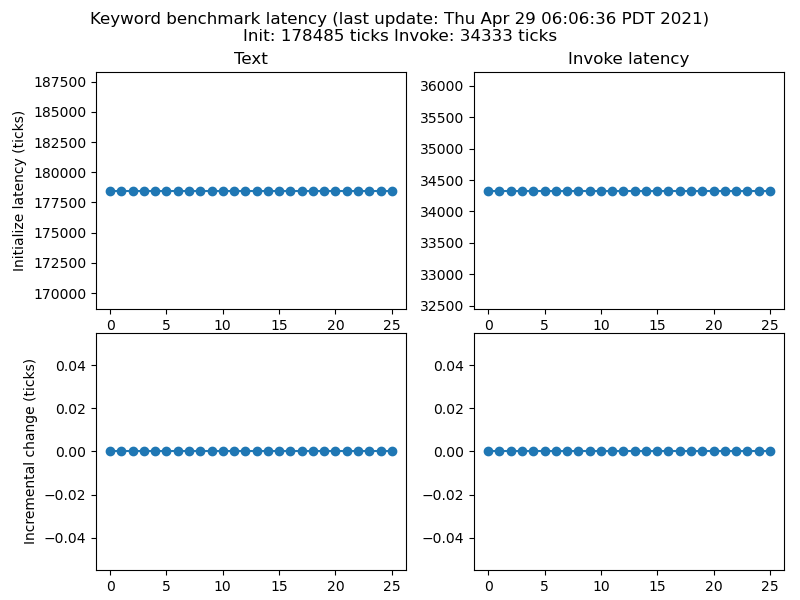 Keyword benchmark latency (last update: Thu Apr 29 06:06:36 PDT 2021)
Init: 178485 ticks Invoke: 34333 ticks
Text
Initialize latency (ticks)
187500
185000
182500
180000
177500
175000
172500
170000
0 5 10 15 20 25
Invoke latency
36000
35500
35000
34500
34000
33500
33000
32500
0 5 10 15 20 25
Incremental change (ticks)
0.04
0.02
0.00
−0.02
−0.04
0 5 10 15 20 25
0.04
0.02
0.00
−0.02
−0.04
0 5 10 15 20 25